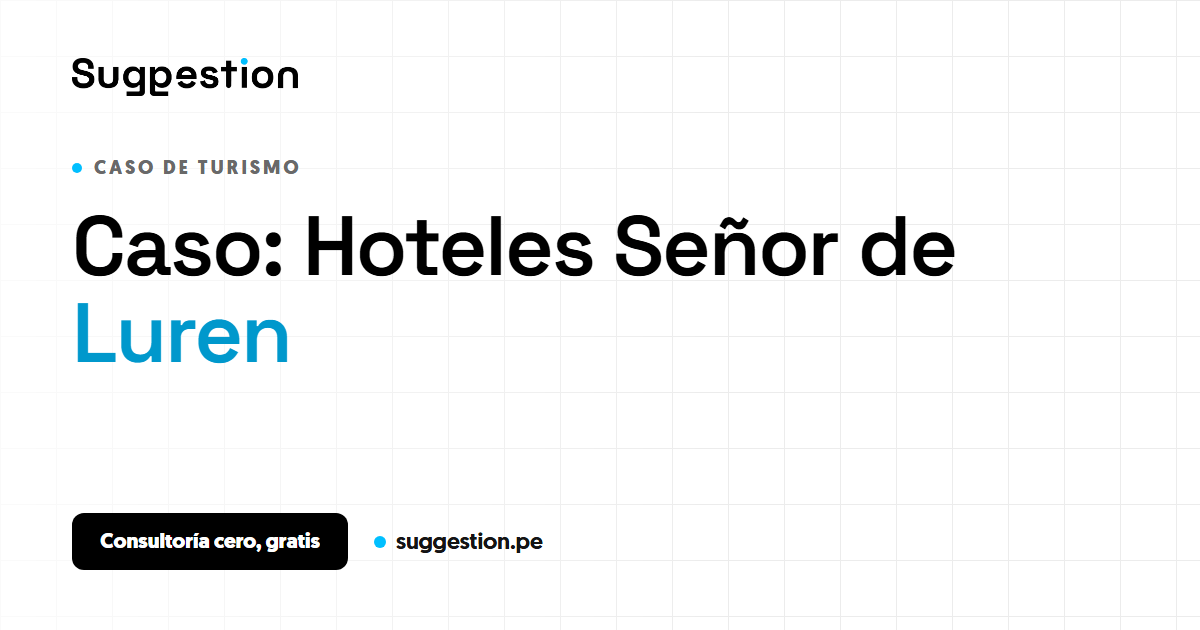 Suggestion
CASO DE TURISMO
Caso: Hoteles Señor de
Luren
Consultoría cero, gratis
suggestion.pe